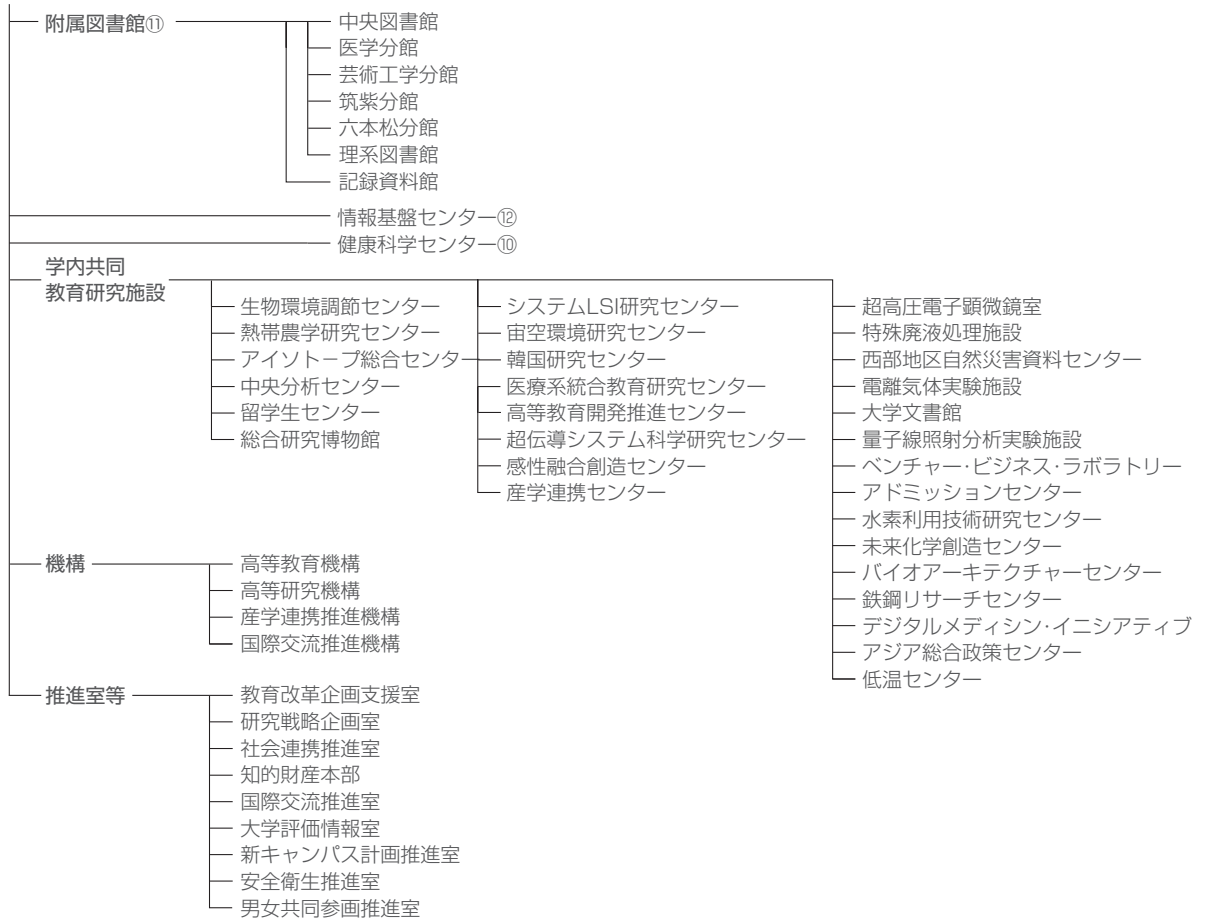 附属図書館⑪
中央図書館
医学分館
芸術工学分館
筑紫分館
六本松分館
理系図書館
記録資料館
情報基盤センター⑫
健康科学センター⑩
学内共同
教育研究施設
生物環境調節センター
熱帯農学研究センター
アイソトープ総合センター
中央分析センター
留学生センター
総合研究博物館
システムLSI研究センター
宙空環境研究センター
韓国研究センター
医療系統合教育研究センター
高等教育開発推進センター
超伝導システム科学研究センター
感性融合創造センター
産学連携センター
超高圧電子顕微鏡室
特殊廃液処理施設
西部地区自然災害資料センター
電離気体実験施設
大学文書館
量子線照射分析実験施設
ベンチャー・ビジネス・ラボラトリー
アドミッションセンター
水素利用技術研究センター
未来化学創造センター
バイオアーキテクチャーセンター
鉄鋼リサーチセンター
デジタルメディシン・イニシアティブ
アジア総合政策センター
低温センター
機構
高等教育機構
高等研究機構
産学連携推進機構
国際交流推進機構
推進室等
教育改革企画支援室
研究戦略企画室
社会連携推進室
知的財産本部
国際交流推進室
大学評価情報室
新キャンパス計画推進室
安全衛生推進室
男女共同参画推進室